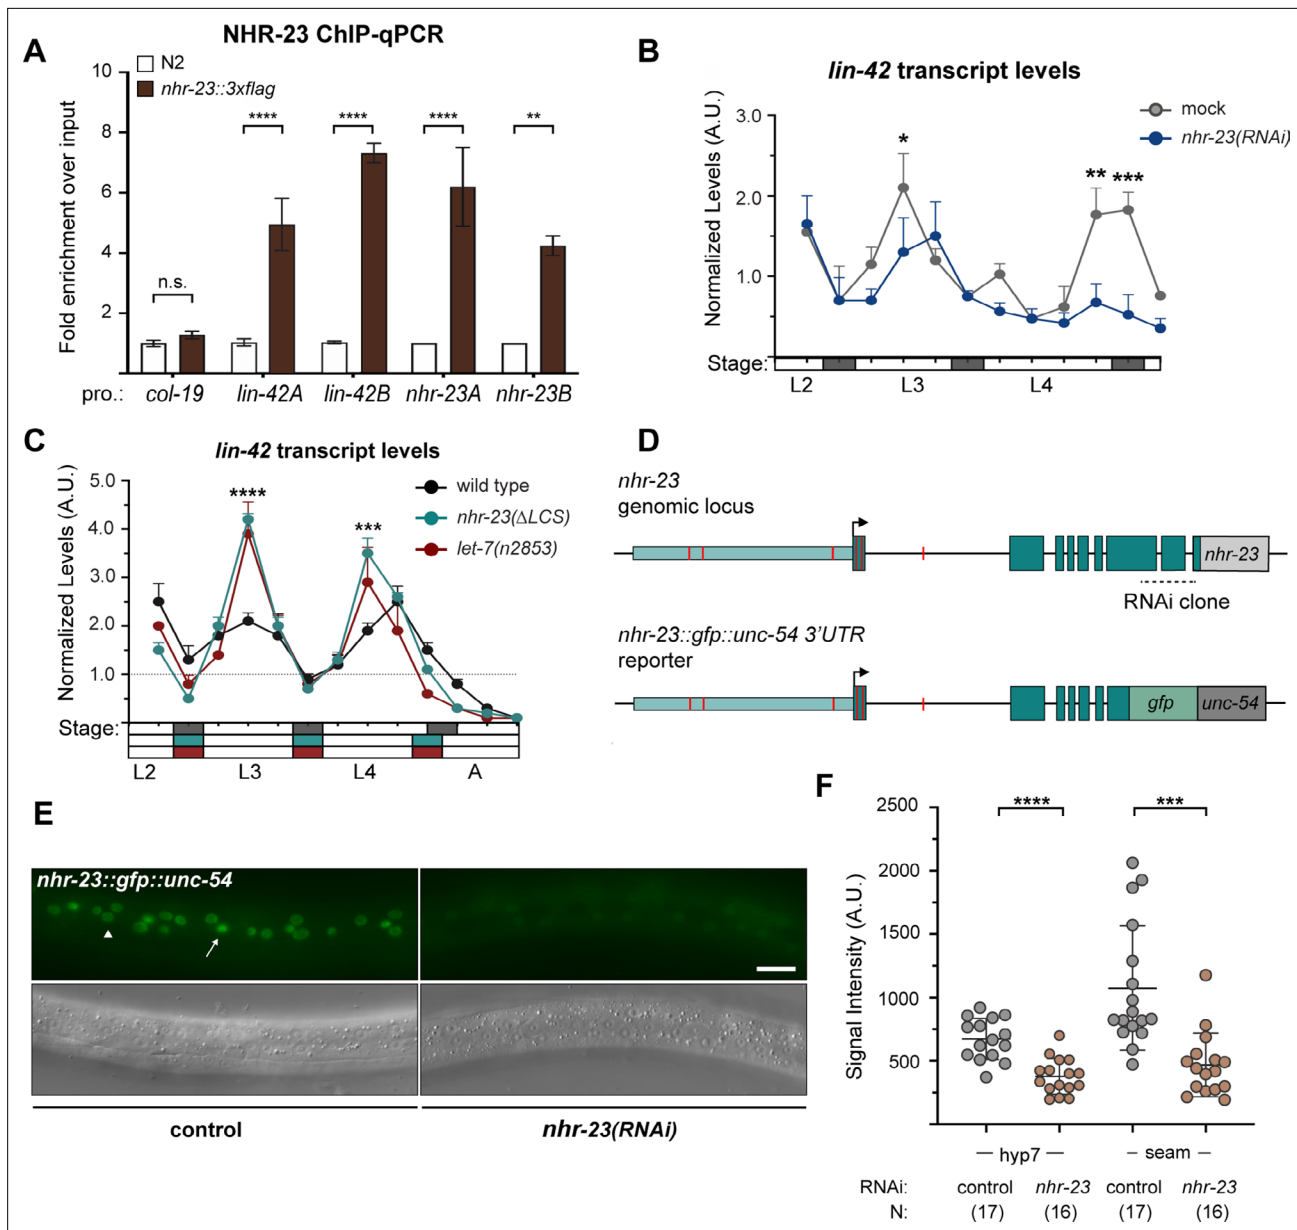 A
NHR-23 ChIP-qPCR
N2
nhr-23::3xflag
Fold enrichment over input
10
8
6
4
2
n.s.
****
****
****
**
pro.: col-19 lin-42A lin-42B nhr-23A nhr-23B
B
lin-42 transcript levels
mock
nhr-23(RNAi)
Normalized Levels (A.U.)
3.0
2.0
1.0
*
**
***
Stage:
L2 L3 L4
C
lin-42 transcript levels
wild type
nhr-23(ΔLCS)
let-7(n2853)
Normalized Levels (A.U.)
5.0
4.0
3.0
2.0
1.0
****
***
Stage:
L2 L3 L4 A
D
nhr-23
genomic locus
nhr-23
RNAi clone
nhr-23::gfp::unc-54 3'UTR
reporter
gfp unc-54
E
nhr-23::gfp::unc-54
control nhr-23(RNAi)
F
Signal Intensity (A.U.)
2500
2000
1500
1000
500
0
****
***
hyp7 seam
RNAi: control nhr-23 control nhr-23
N: (17) (16) (17) (16)